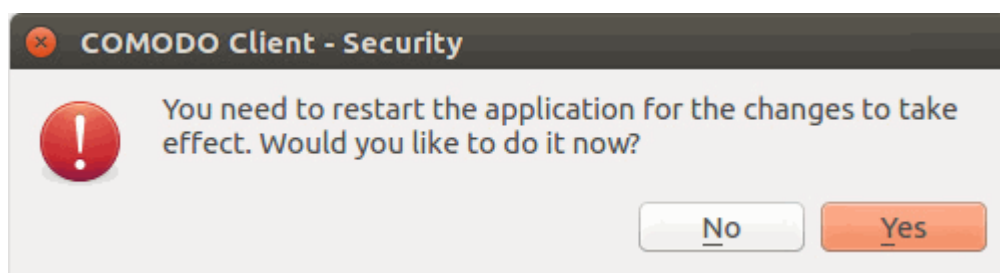 COMODO Client - Security
You need to restart the application for the changes to take
effect. Would you like to do it now?
No
Yes